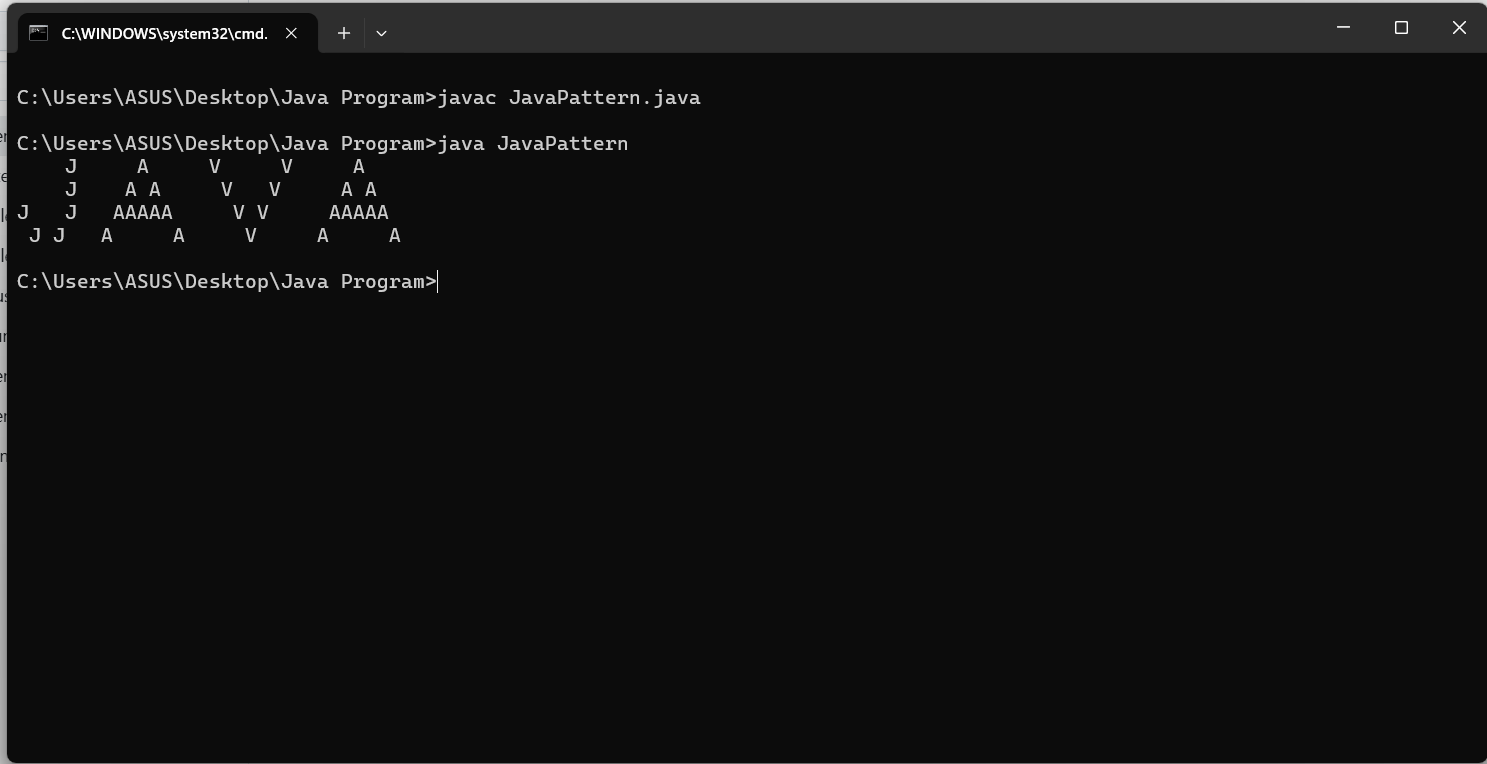 C:\WINDOWS\system32\cmd.
C:\Users\ASUS\Desktop\Java Program>javac JavaPattern.java
C:\Users\ASUS\Desktop\Java Program>java JavaPattern
    J     A     V     V     A
    J    A A     V   V     A A
J   J   AAAAA     V V     AAAAA
 J J   A     A     V     A     A
C:\Users\ASUS\Desktop\Java Program>